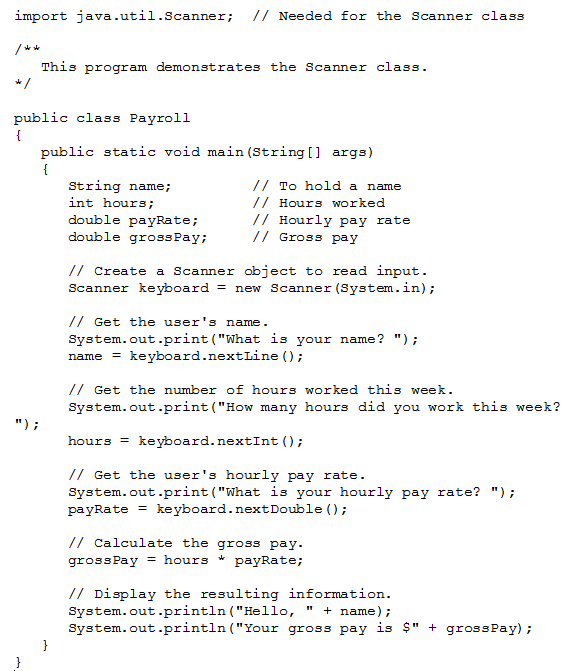 import java.util.Scanner;  // Needed for the Scanner class
/**
   This program demonstrates the Scanner class.
*/
public class Payroll
{
   public static void main(String[] args)
   {
      String name;         // To hold a name
      int hours;           // Hours worked
      double payRate;      // Hourly pay rate
      double grossPay;     // Gross pay
      // Create a Scanner object to read input.
      Scanner keyboard = new Scanner(System.in);
      // Get the user's name.
      System.out.print("What is your name? ");
      name = keyboard.nextLine();
      // Get the number of hours worked this week.
      System.out.print("How many hours did you work this week?
");
      hours = keyboard.nextInt();
      // Get the user's hourly pay rate.
      System.out.print("What is your hourly pay rate? ");
      payRate = keyboard.nextDouble();
      // Calculate the gross pay.
      grossPay = hours * payRate;
      // Display the resulting information.
      System.out.println("Hello, " + name);
      System.out.println("Your gross pay is $" + grossPay);
   }
}